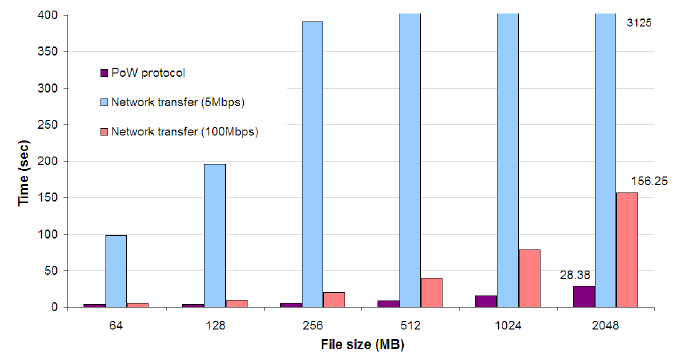 400
350
300
250
200
150
100
50
0
Time (sec)
PoW protocol
Network transfer (5Mbps)
Network transfer (100Mbps)
3125
156.25
28.38
64 128 256 512 1024 2048
File size (MB)